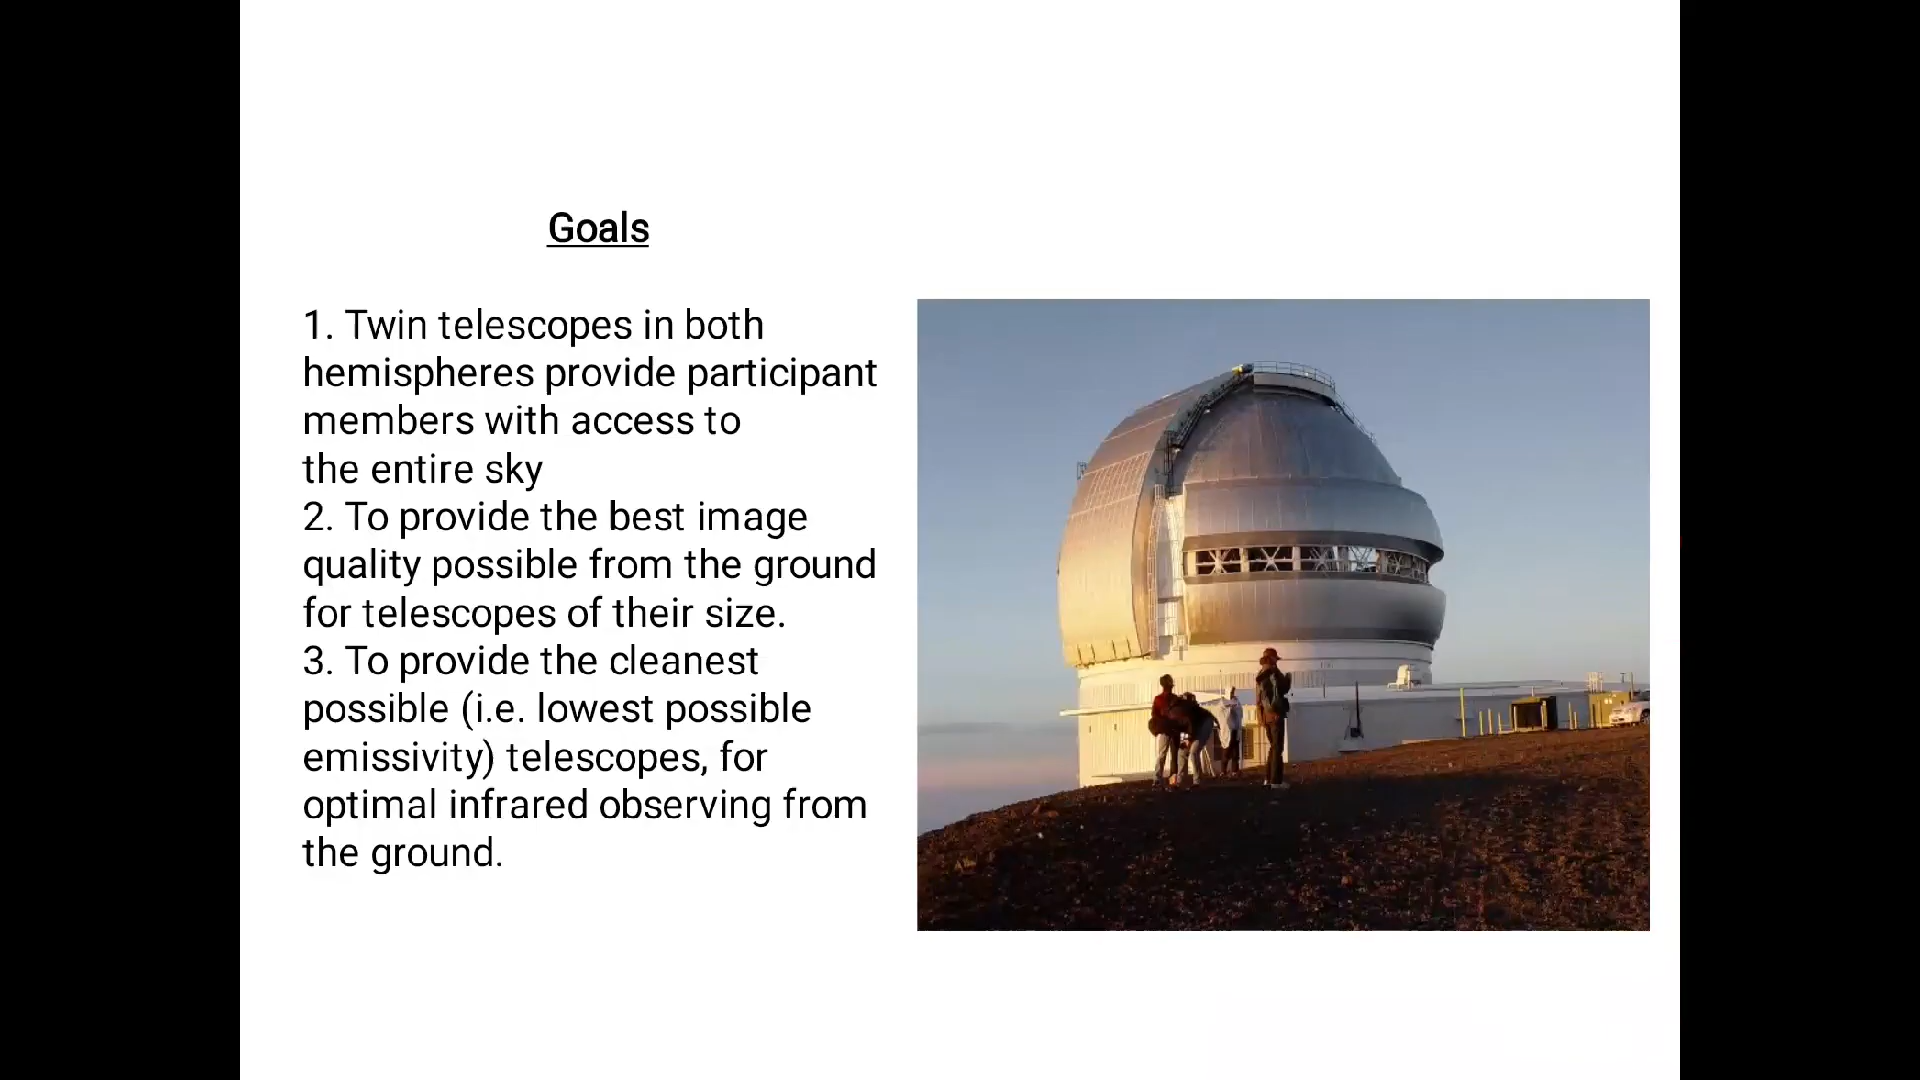 Goals
1. Twin telescopes in both
hemispheres provide participant
members with access to
the entire sky
2. To provide the best image
quality possible from the ground
for telescopes of their size.
3. To provide the cleanest
possible (i.e. lowest possible
emissivity) telescopes, for
optimal infrared observing from
the ground.